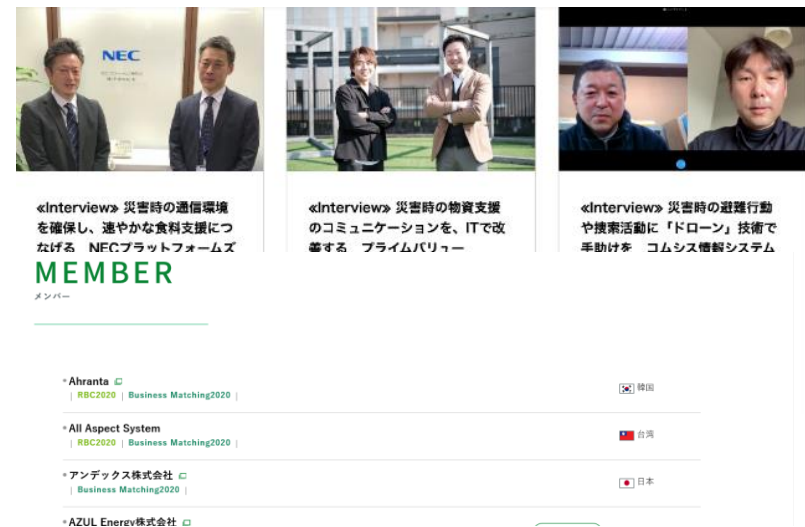 NEC
«Interview» 災害時の通信環境
を確保し、速やかな食料支援につ
なげる NECプラットフォームズ
«Interview» 災害時の物資支援
のコミュニケーションを、ITで改
善する プライムバリュー
«Interview» 災害時の避難行動
や捜索活動に「ドローン」技術で
手助けを コムシス情報システム
MEMBER
メンバー
Ahranta
| RBC2020 | Business Matching2020 |
韓国
All Aspect System
| RBC2020 | Business Matching2020 |
台湾
アンデックス株式会社
| Business Matching2020 |
日本
AZUL Energy株式会社